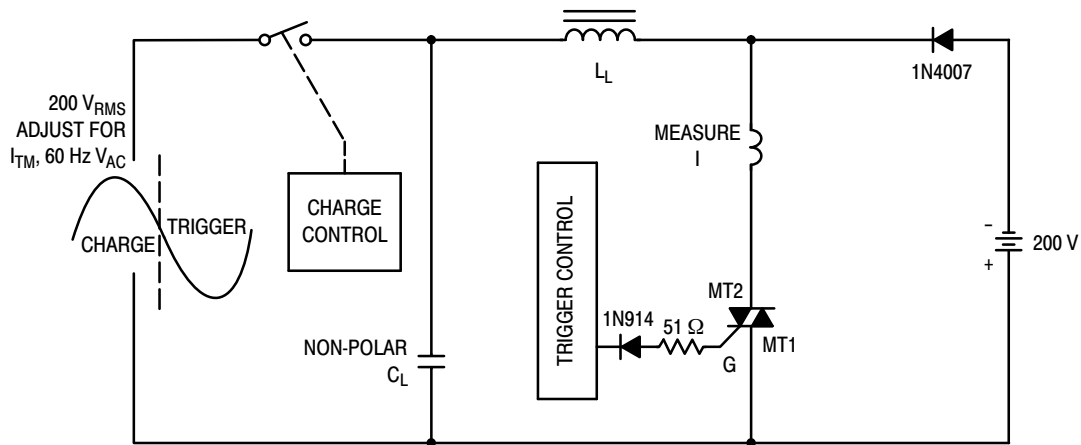 200 V_RMS
ADJUST FOR
I_TM, 60 Hz V_AC
TRIGGER
CHARGE
CHARGE
CONTROL
NON-POLAR
C_L
L_L
MEASURE
I
TRIGGER CONTROL
1N914
51 Ω
G
MT2
MT1
1N4007
-
+
200 V